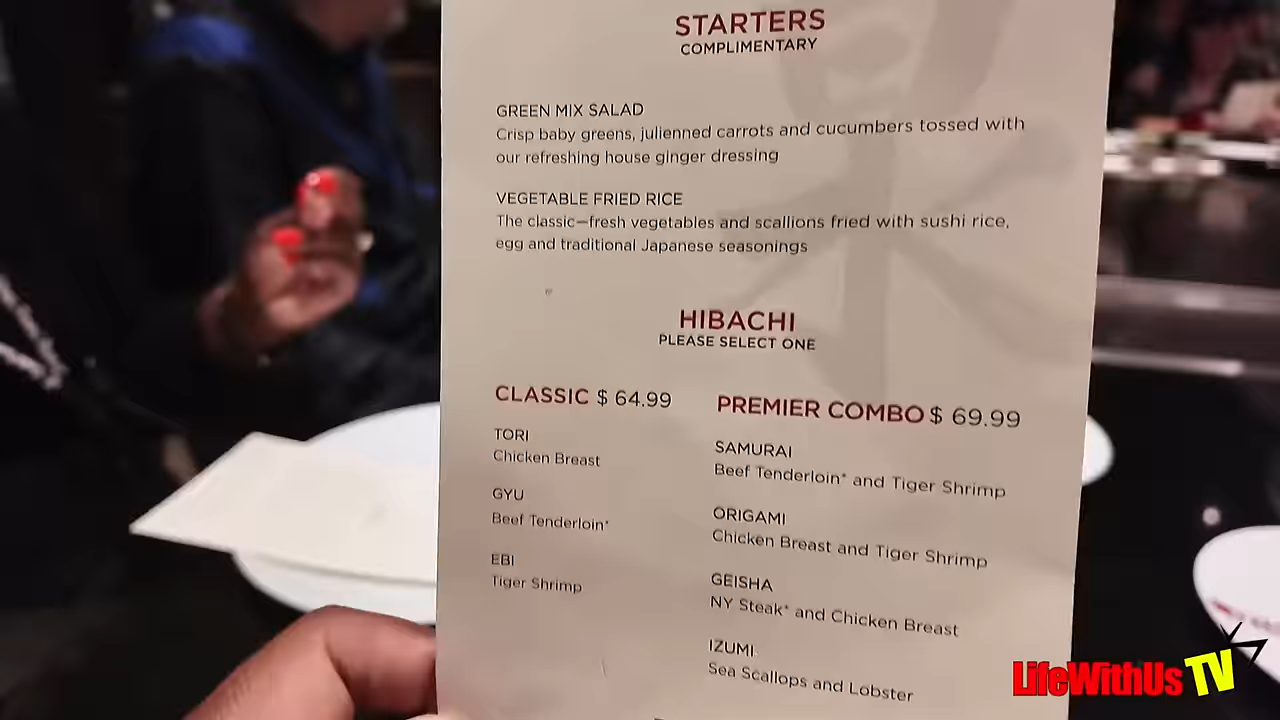 STARTERS
COMPLIMENTARY
GREEN MIX SALAD
Crisp baby greens, julienned carrots and cucumbers tossed with
our refreshing house ginger dressing
VEGETABLE FRIED RICE
The classic—fresh vegetables and scallions fried with sushi rice,
egg and traditional Japanese seasonings
HIBACHI
PLEASE SELECT ONE
CLASSIC $ 64.99
TORI
Chicken Breast
GYU
Beef Tenderloin*
EBI
Tiger Shrimp
PREMIER COMBO $ 69.99
SAMURAI
Beef Tenderloin* and Tiger Shrimp
ORIGAMI
Chicken Breast and Tiger Shrimp
GEISHA
NY Steak* and Chicken Breast
IZUMI
Sea Scallops and Lobster
LifeWithUs TV